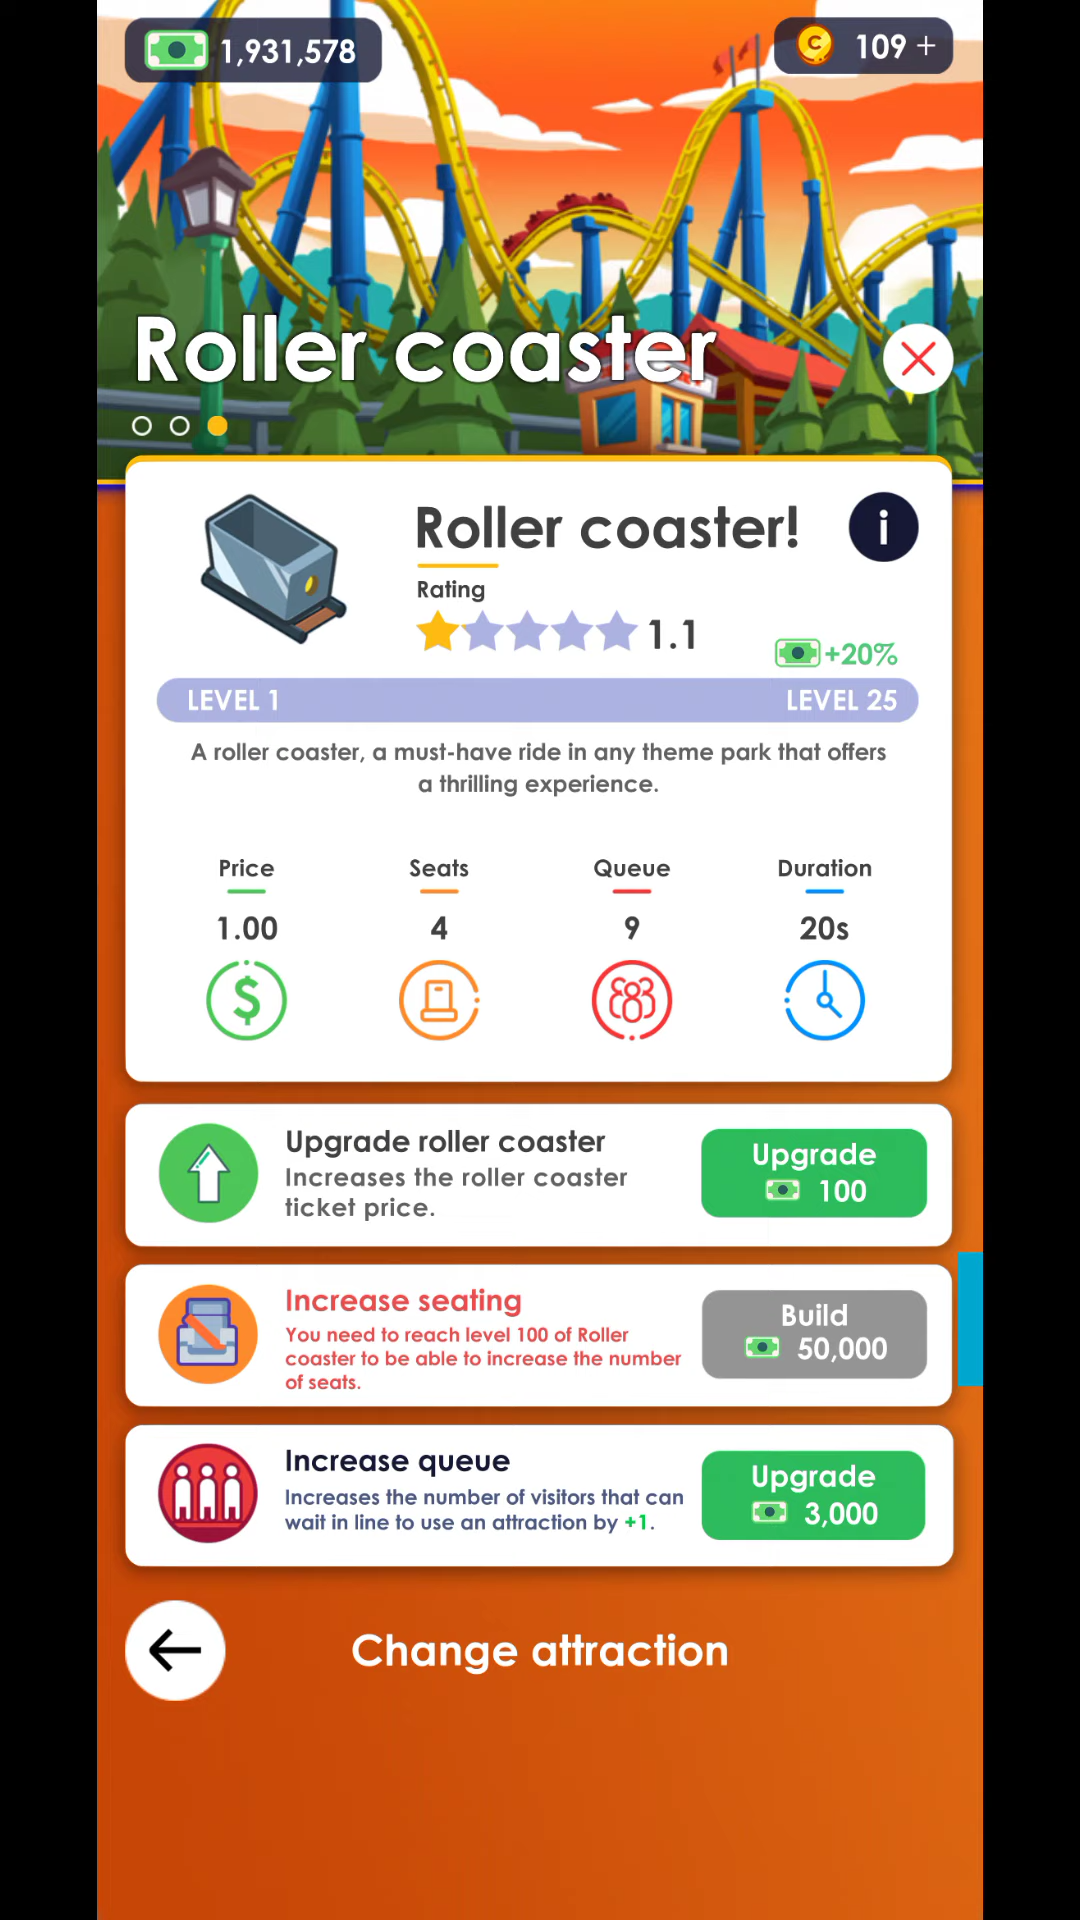 1,931,578
109 +
Roller coaster
Roller coaster!
i
Rating
1.1
+20%
LEVEL 1
LEVEL 25
A roller coaster, a must-have ride in any theme park that offers
a thrilling experience.
Price
Seats
Queue
Duration
1.00
4
9
20s
Upgrade roller coaster
Increases the roller coaster
ticket price.
Upgrade
100
Increase seating
You need to reach level 100 of Roller
coaster to be able to increase the number
of seats.
Build
50,000
Increase queue
Increases the number of visitors that can
wait in line to use an attraction by +1.
Upgrade
3,000
Change attraction